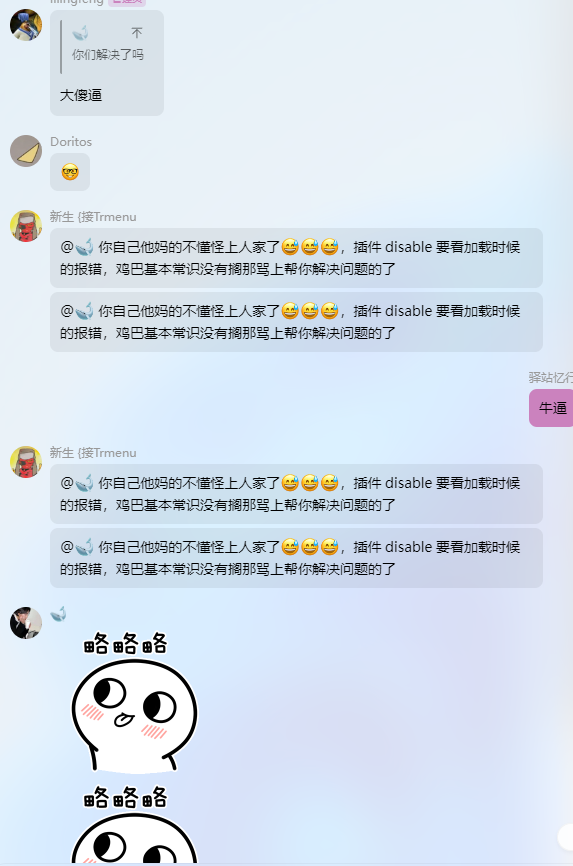 不
你们解决了吗
大傻逼
Doritos
新生 {接Trmenu
@ 你自己他妈的不懂怪上人家了😅😅😅，插件 disable 要看加载时候
的报错，鸡巴基本常识没有搁那骂上帮你解决问题的了
@ 你自己他妈的不懂怪上人家了😅😅😅，插件 disable 要看加载时候
的报错，鸡巴基本常识没有搁那骂上帮你解决问题的了
驿站忆行
牛逼
新生 {接Trmenu
@ 你自己他妈的不懂怪上人家了😅😅😅，插件 disable 要看加载时候
的报错，鸡巴基本常识没有搁那骂上帮你解决问题的了
@ 你自己他妈的不懂怪上人家了😅😅😅，插件 disable 要看加载时候
的报错，鸡巴基本常识没有搁那骂上帮你解决问题的了
略略略
略略略